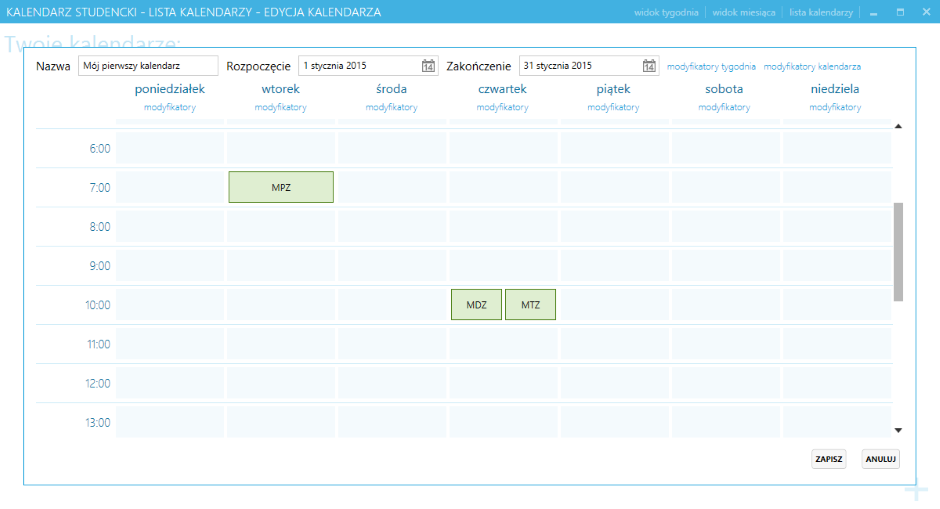 KALENDARZ STUDENCKI - LISTA KALENDARZY - EDYCJA KALENDARZA widok tygodnia widok miesiąca lista kalendarzy
Twoje kalendarze:
Nazwa Mój pierwszy kalendarz Rozpoczęcie 1 stycznia 2015 14 Zakończenie 31 stycznia 2015 14 modyfikatory tygodnia modyfikatory kalendarza
poniedziałek wtorek środa czwartek piątek sobota niedziela
modyfikatory modyfikatory modyfikatory modyfikatory modyfikatory modyfikatory modyfikatory
6:00
7:00 MPZ
8:00
9:00
10:00 MDZ MTZ
11:00
12:00
13:00
ZAPISZ ANULUJ